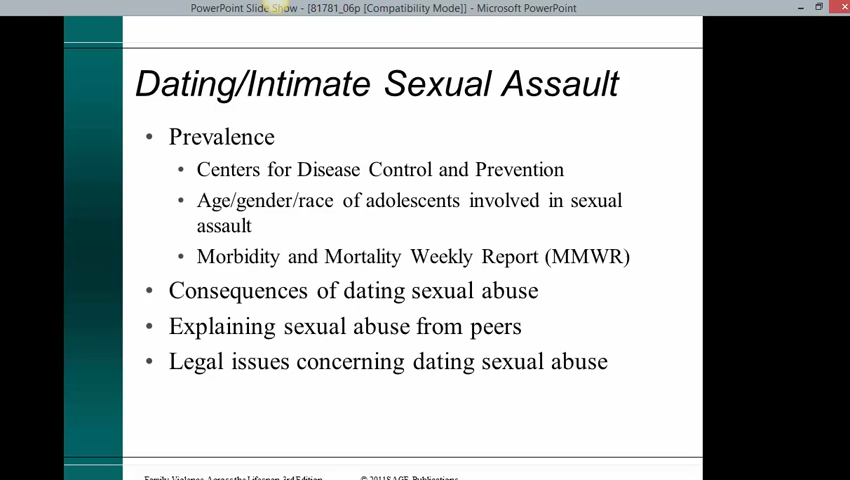 PowerPoint Slide Show - [81781_06p [Compatibility Mode]] - Microsoft PowerPoint
Dating/Intimate Sexual Assault
• Prevalence
• Centers for Disease Control and Prevention
• Age/gender/race of adolescents involved in sexual
assault
• Morbidity and Mortality Weekly Report (MMWR)
• Consequences of dating sexual abuse
• Explaining sexual abuse from peers
• Legal issues concerning dating sexual abuse
Family Violence Across the Lifespan 3rd Edition © 2011 SAGE Publications